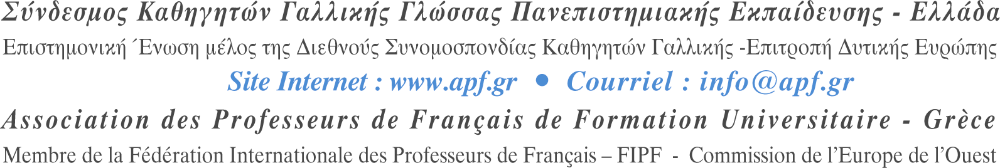 Σύνδεσμος Καθηγητών Γαλλικής Γλώσσας Πανεπιστημιακής Εκπαίδευσης - Ελλάδα
Επιστημονική Ένωση μέλος της Διεθνούς Συνομοσπονδίας Καθηγητών Γαλλικής -Επιτροπή Δυτικής Ευρώπης
Site Internet : www.apf.gr • Courriel : info@apf.gr
Association des Professeurs de Français de Formation Universitaire - Grèce
Membre de la Fédération Internationale des Professeurs de Français – FIPF - Commission de l’Europe de l’Ouest